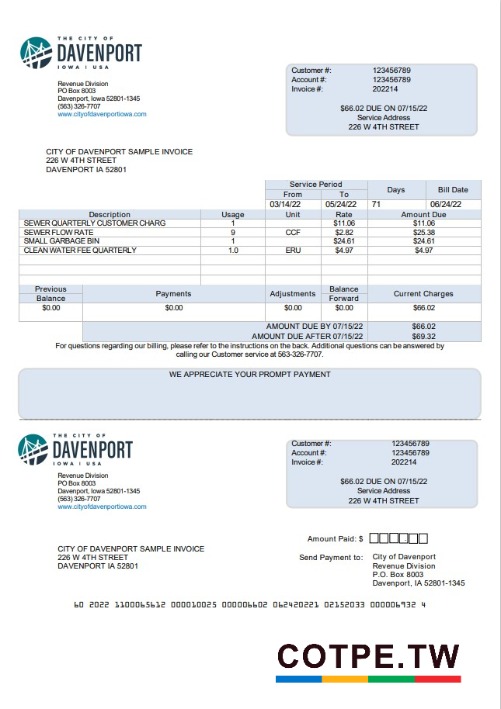 THE CITY OF
DAVENPORT
IOWA | USA
Revenue Division
PO Box 8003
Davenport, Iowa 52801-1345
(563) 326-7707
www.cityofdavenportiowa.com
Customer #: 123456789
Account #: 123456789
Invoice #: 202214
$66.02 DUE ON 07/15/22
Service Address
226 W 4TH STREET
CITY OF DAVENPORT SAMPLE INVOICE
226 W 4TH STREET
DAVENPORT IA 52801
Service Period Days Bill Date
From To
03/14/22 05/24/22 71 06/24/22
Description Usage Unit Rate Amount Due
SEWER QUARTERLY CUSTOMER CHARG 1 $11.06 $11.06
SEWER FLOW RATE 9 CCF $2.82 $25.38
SMALL GARBAGE BIN 1 $24.61 $24.61
CLEAN WATER FEE QUARTERLY 1.0 ERU $4.97 $4.97
Previous Balance Payments Adjustments Balance Forward Current Charges
$0.00 $0.00 $0.00 $0.00 $66.02
AMOUNT DUE BY 07/15/22 $66.02
AMOUNT DUE AFTER 07/15/22 $69.32
For questions regarding our billing, please refer to the instructions on the back. Additional questions can be answered by
calling our Customer service at 563-326-7707.
WE APPRECIATE YOUR PROMPT PAYMENT
THE CITY OF
DAVENPORT
IOWA | USA
Revenue Division
PO Box 8003
Davenport, Iowa 52801-1345
(563) 326-7707
www.cityofdavenportiowa.com
Customer #: 123456789
Account #: 123456789
Invoice #: 202214
$66.02 DUE ON 07/15/22
Service Address
226 W 4TH STREET
Amount Paid: $
CITY OF DAVENPORT SAMPLE INVOICE
226 W 4TH STREET
DAVENPORT IA 52801
Send Payment to: City of Davenport
Revenue Division
P.O. Box 8003
Davenport, IA 52801-1345
60 2022 1100065612 000010025 000006602 062420221 02152033 000006932 4
COTPE.TW